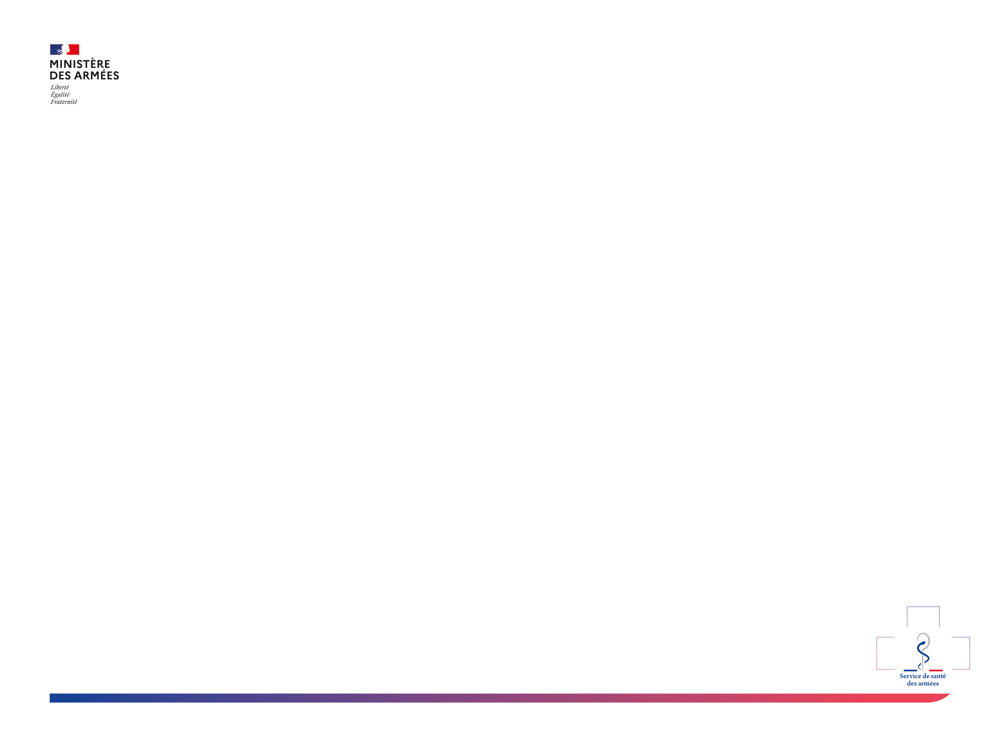 MINISTÈRE
DES ARMÉES
Liberté
Égalité
Fraternité
Service de santé
des armées